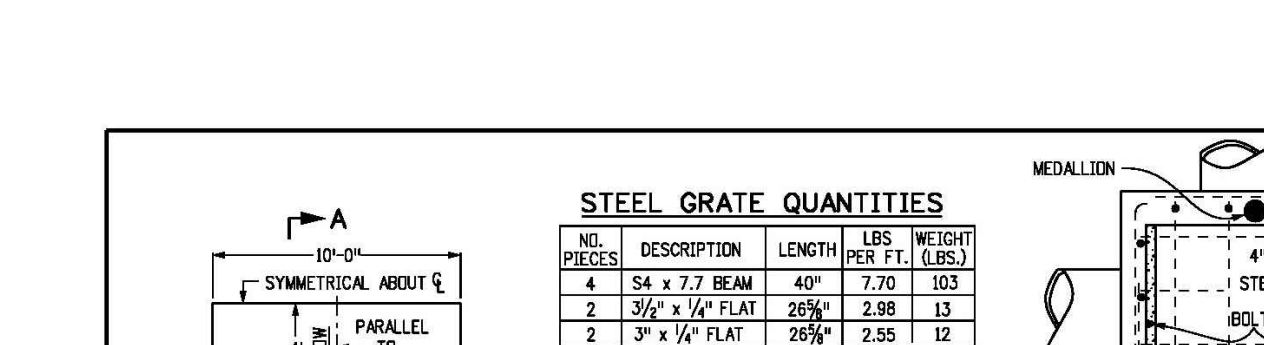 MEDALLION
STEEL GRATE QUANTITIES
A
NO. PIECES DESCRIPTION LENGTH LBS PER FT. WEIGHT (LBS.)
4 S4 x 7.7 BEAM 40" 7.70 103
2 3½" x ¼" FLAT 26⅝" 2.98 13
2 3" x ¼" FLAT 26⅝" 2.55 12
10'-0"
SYMMETRICAL ABOUT ℄
PARALLEL
TO
4"